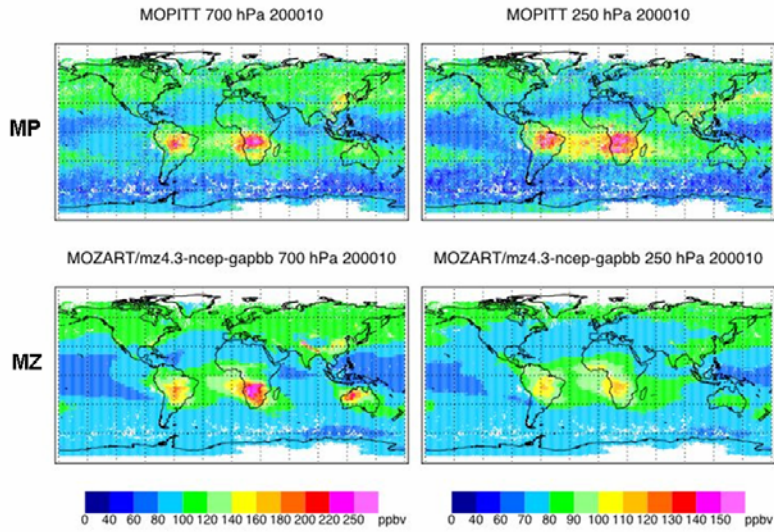 MOPITT 700 hPa 200010
MOPITT 250 hPa 200010
MP
MOZART/mz4.3-ncep-gapbb 700 hPa 200010
MOZART/mz4.3-ncep-gapbb 250 hPa 200010
MZ
0 40 60 80 100 120 140 160 180 200 220 250 ppbv
0 40 60 70 80 90 100 110 120 130 140 150 ppbv